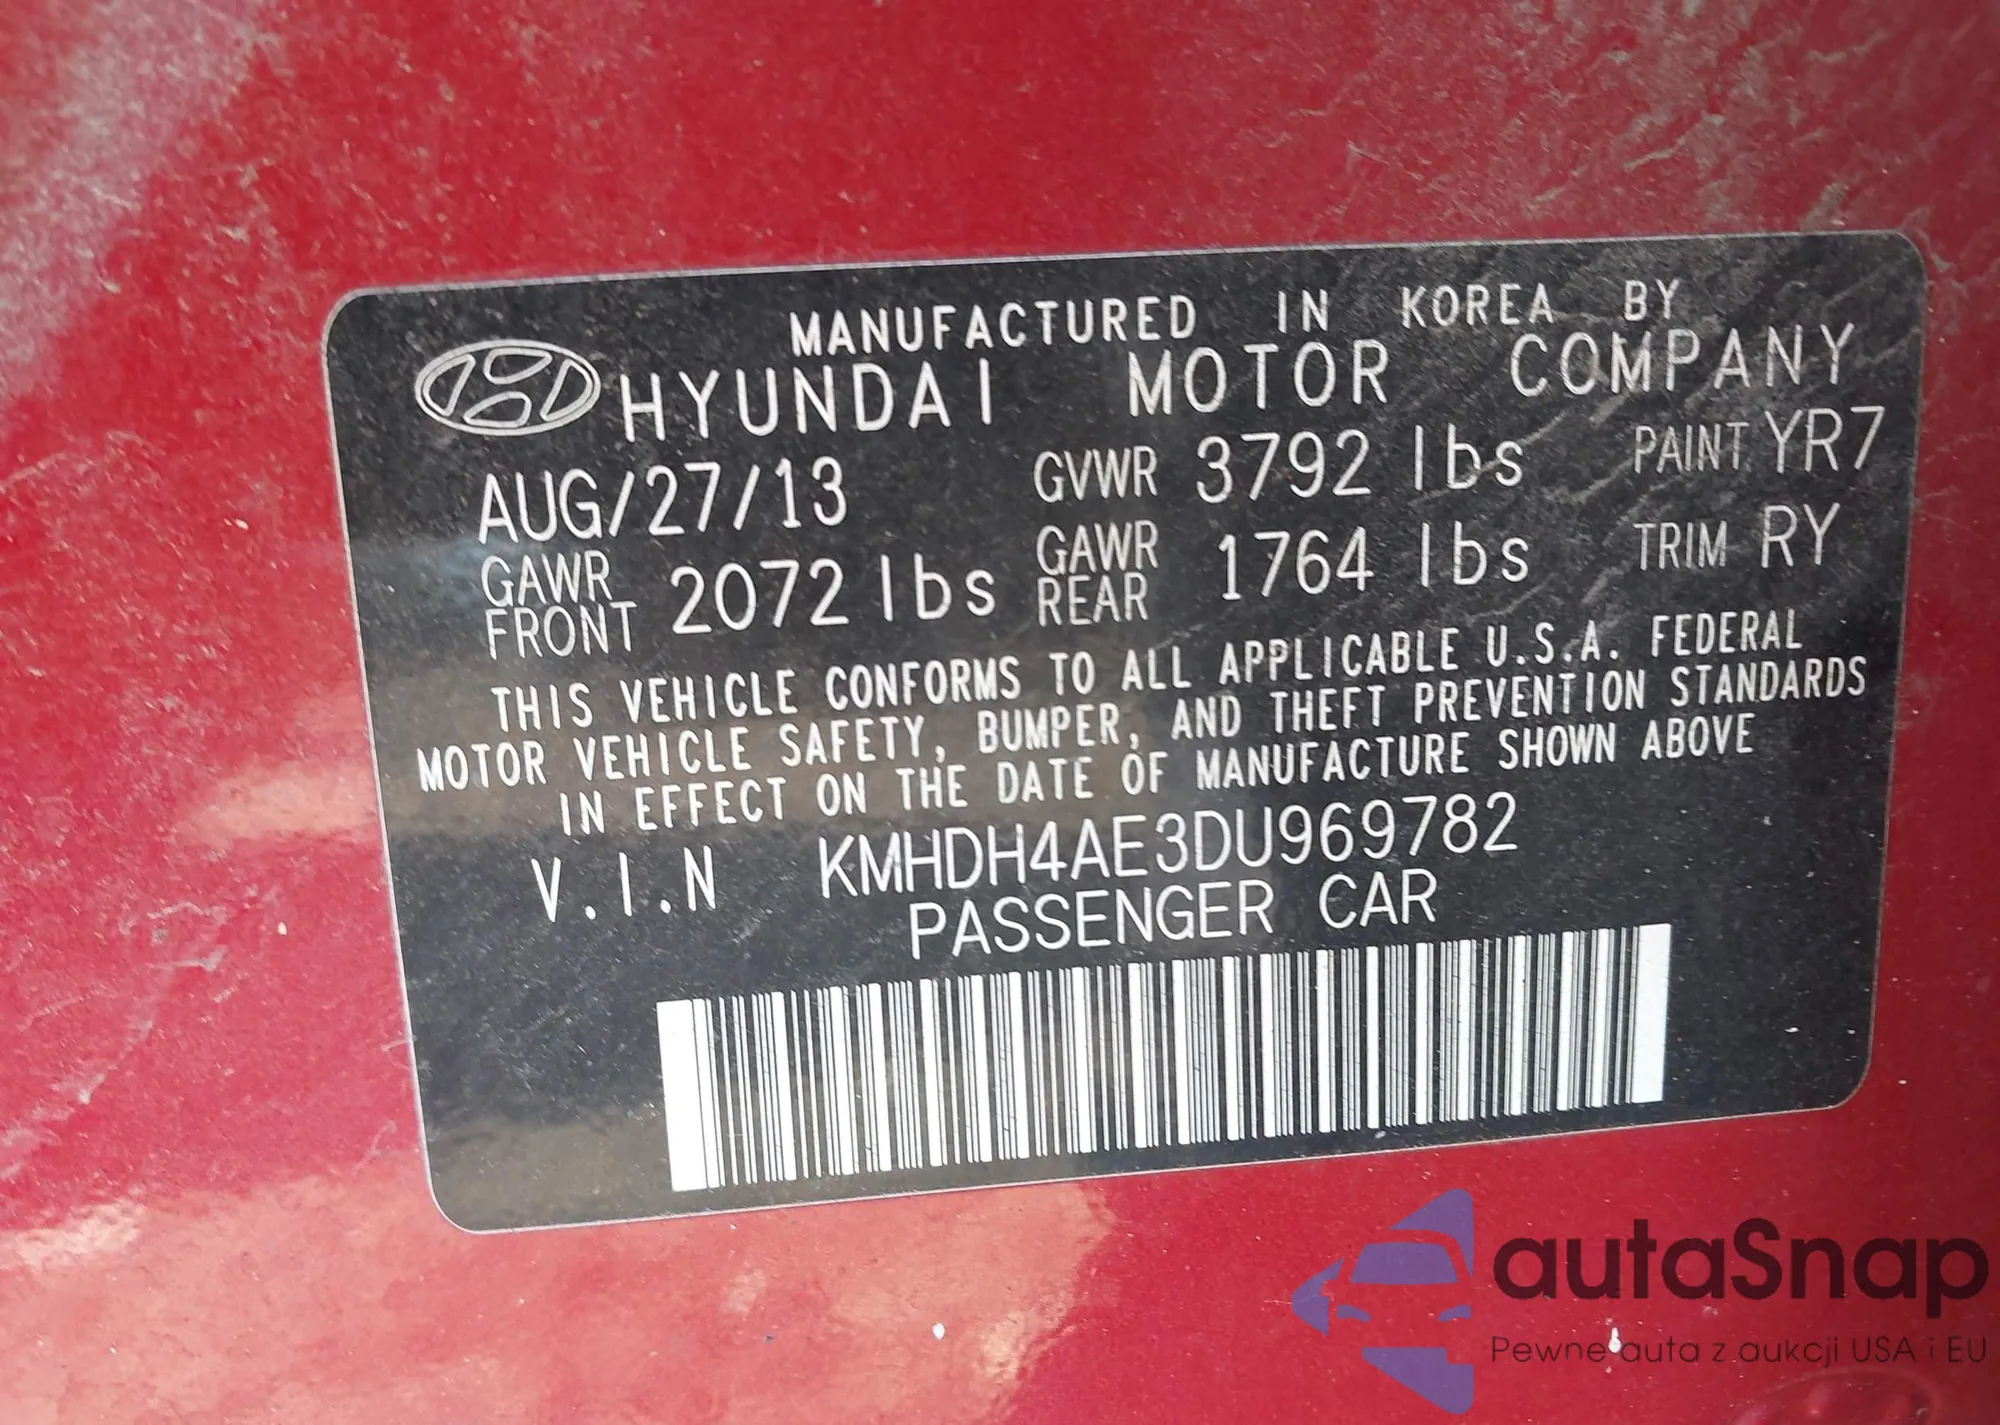 MANUFACTURED IN KOREA BY
HYUNDAI MOTOR COMPANY
AUG/27/13 GVWR 3792 lbs PAINT YR7
GAWR FRONT 2072 lbs GAWR REAR 1764 lbs TRIM RY
THIS VEHICLE CONFORMS TO ALL APPLICABLE U.S.A. FEDERAL
MOTOR VEHICLE SAFETY, BUMPER, AND THEFT PREVENTION STANDARDS
IN EFFECT ON THE DATE OF MANUFACTURE SHOWN ABOVE
V.I.N KMHDH4AE3DU969782
PASSENGER CAR
autaSnap
Pewne auta z aukcji USA i EU